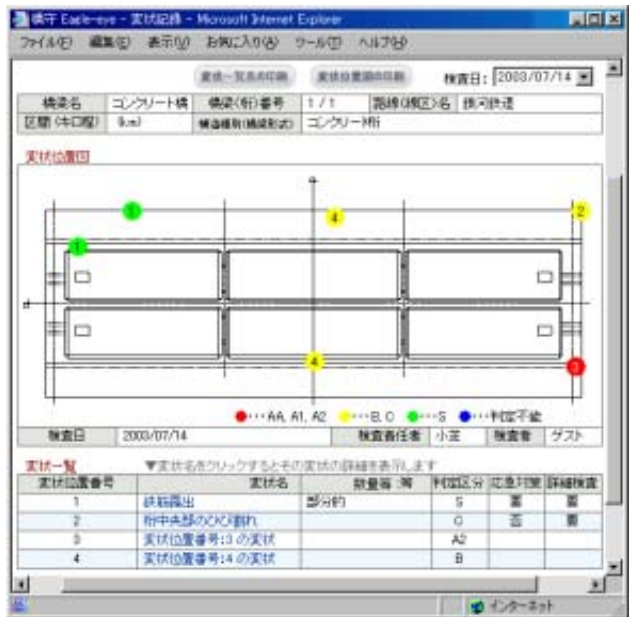 橋守 Eagle-eye - 変状記録 - Microsoft Internet Explorer
ファイル(F) 編集(E) 表示(V) お気に入り(A) ツール(T) ヘルプ(H)
変状一覧表の印刷 変状位置図の印刷 検査日: 2003/07/14
橋梁名 コンクリート橋 橋梁(桁)番号 1 / 1 路線(線区)名 銀河鉄道
区間(キロ程) (km) 構造種別(橋梁形式) コンクリート桁
変状位置図
1 4 2
1
4 3
●･･･AA, A1, A2 ●･･･B, C ●･･･S ●･･･判定不能
検査日 2003/07/14 検査責任者 小芝 検査者 ゲスト
変状一覧 ▼変状名をクリックするとその変状の詳細を表示します
変状位置番号 変状名 数量等 判定区分 応急対策 詳細検査
1 鉄筋露出 部分的 S 要 要
2 桁中央部のひび割れ C 否 要
3 変状位置番号:3 の変状 A2
4 変状位置番号:4 の変状 B
インターネット